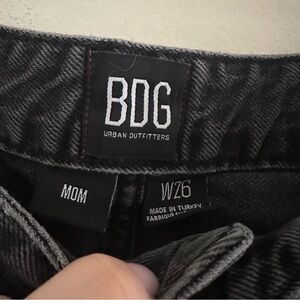 BDG
URBAN OUTFITTERS
MOM
W26
MADE IN TURKEY.